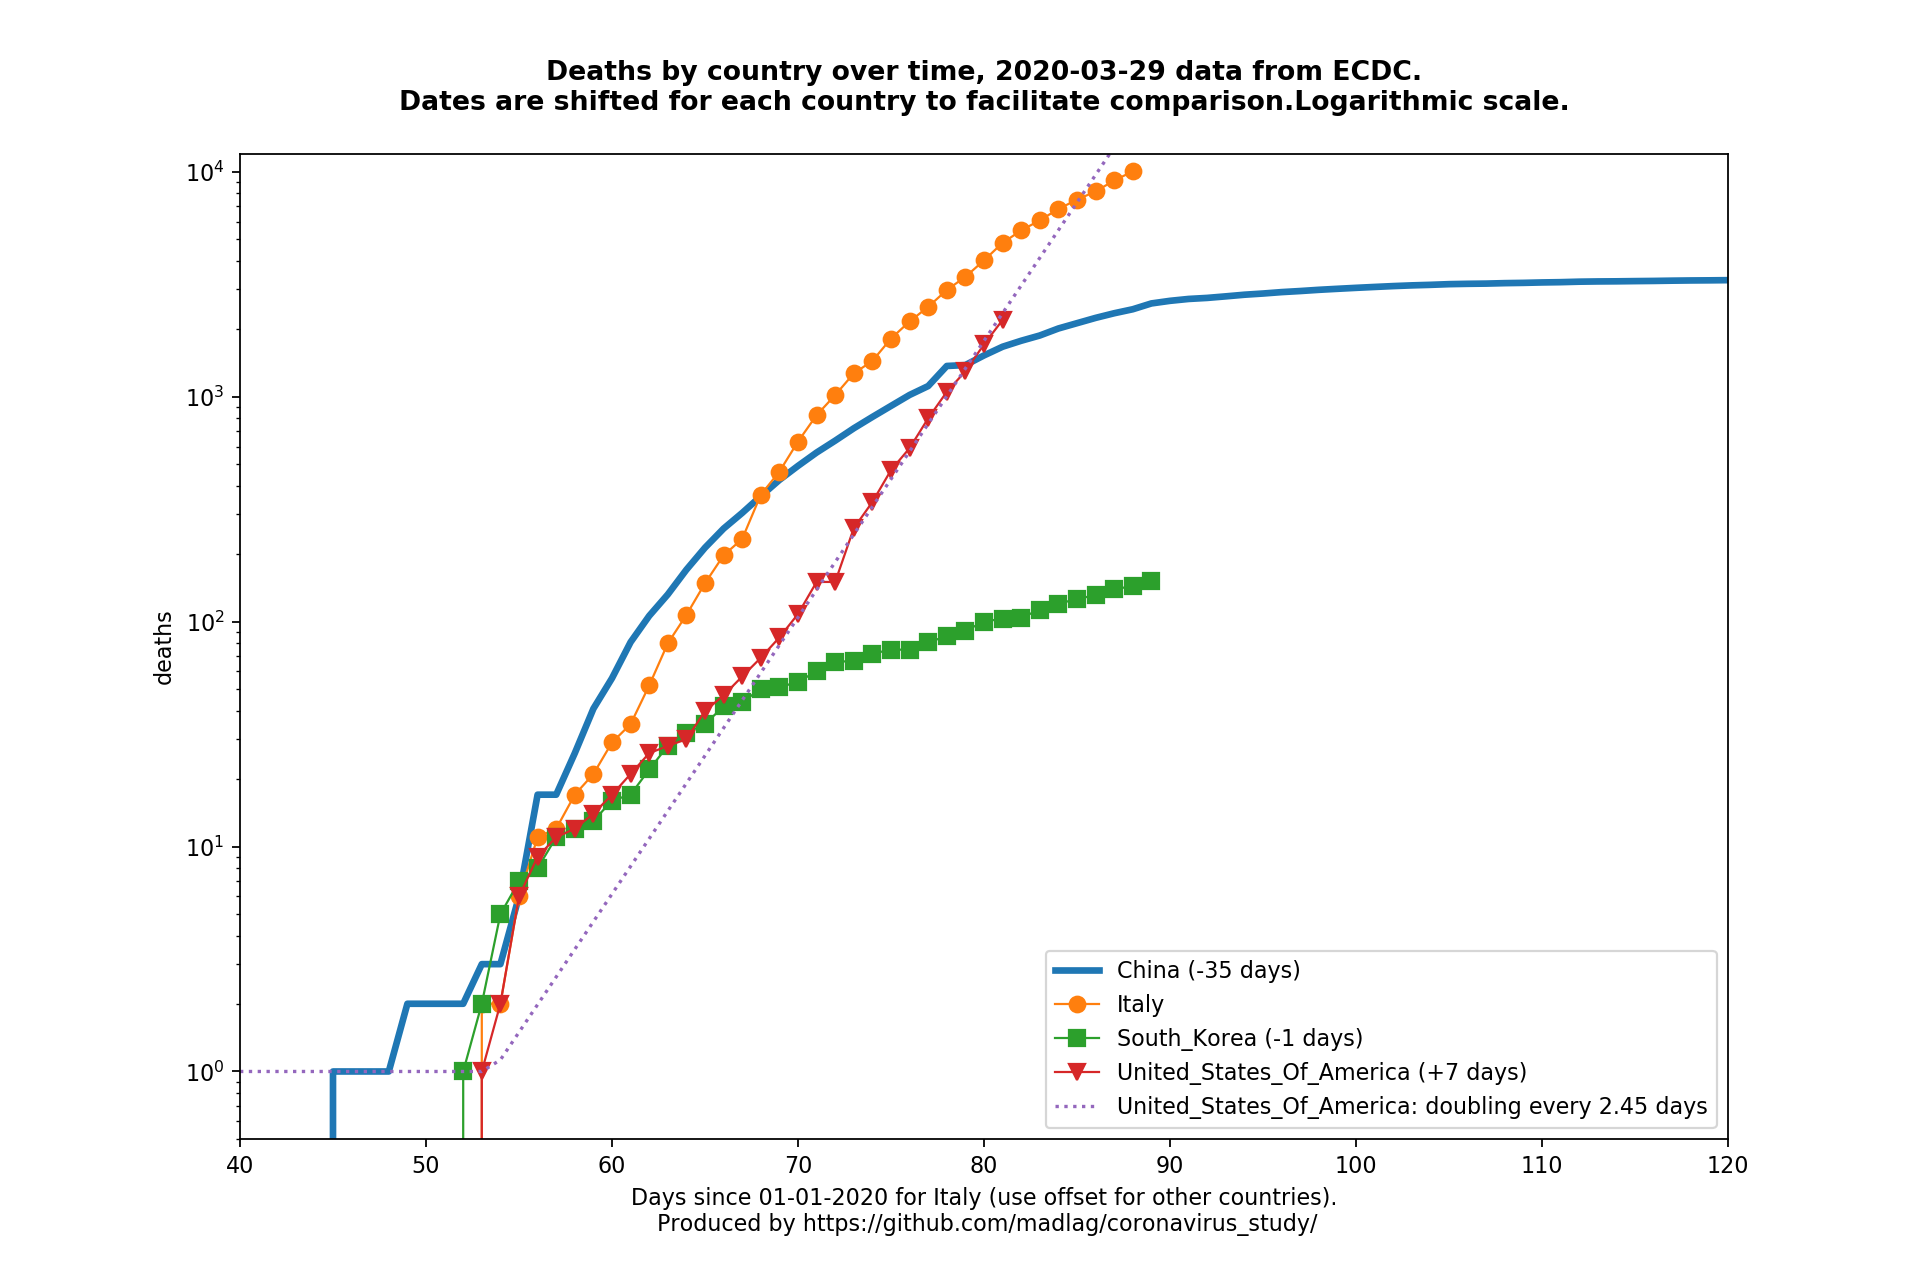 Deaths by country over time, 2020-03-29 data from ECDC.
Dates are shifted for each country to facilitate comparison.Logarithmic scale.
10⁴
10³
10²
10¹
10⁰
deaths
China (-35 days)
Italy
South_Korea (-1 days)
United_States_Of_America (+7 days)
United_States_Of_America: doubling every 2.45 days
40 50 60 70 80 90 100 110 120
Days since 01-01-2020 for Italy (use offset for other countries).
Produced by https://github.com/madlag/coronavirus_study/